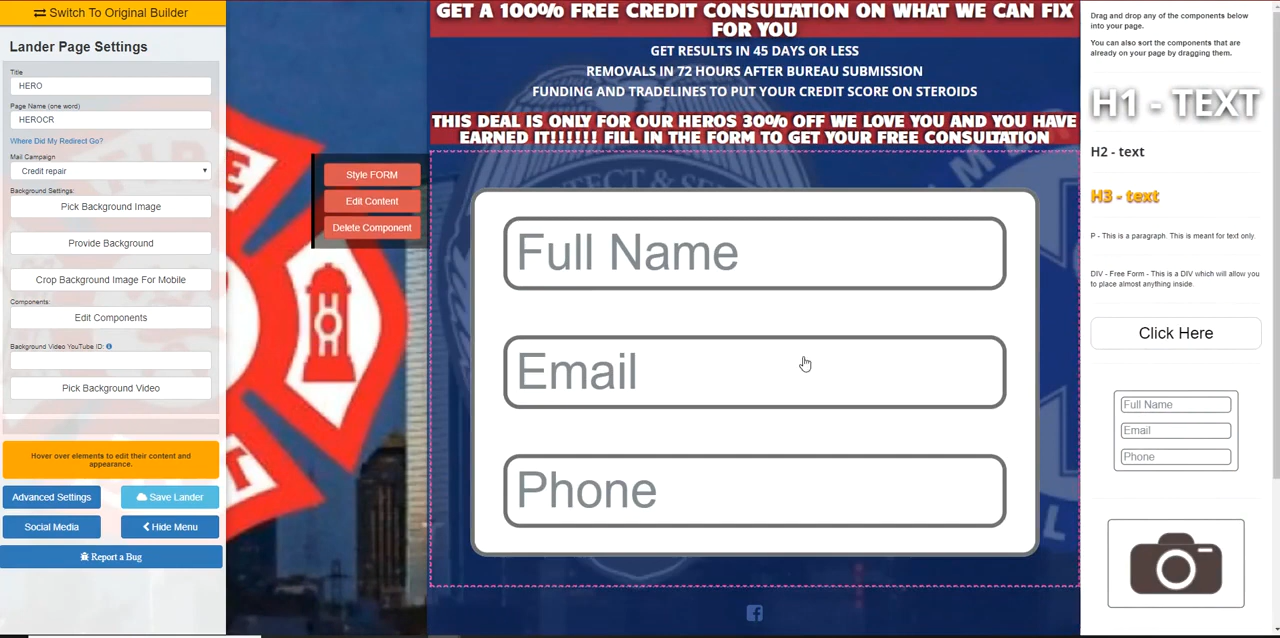 Switch To Original Builder
Lander Page Settings
Title
HERO
Page Name (one word)
HEROCR
Where Did My Redirect Go?
Mail Campaign
Credit repair
Background Settings:
Pick Background Image
Provide Background
Crop Background Image For Mobile
Components:
Edit Components
Background Video YouTube ID:
Pick Background Video
Hover over elements to edit their content and
appearance.
Advanced Settings
Save Lander
Social Media
Hide Menu
Report a Bug
Style FORM
Edit Content
Delete Component
GET A 100% FREE CREDIT CONSULTATION ON WHAT WE CAN FIX
FOR YOU
GET RESULTS IN 45 DAYS OR LESS
REMOVALS IN 72 HOURS AFTER BUREAU SUBMISSION
FUNDING AND TRADELINES TO PUT YOUR CREDIT SCORE ON STEROIDS
THIS DEAL IS ONLY FOR OUR HEROS 30% OFF WE LOVE YOU AND YOU HAVE
EARNED IT!!!!!! FILL IN THE FORM TO GET YOUR FREE CONSULTATION
Full Name
Email
Phone
Drag and drop any of the components below
into your page.
You can also sort the components that are
already on your page by dragging them.
H1 - TEXT
H2 - text
H3 - text
P - This is a paragraph. This is meant for text only.
DIV - Free Form - This is a DIV which will allow you
to place almost anything inside.
Click Here
Full Name
Email
Phone